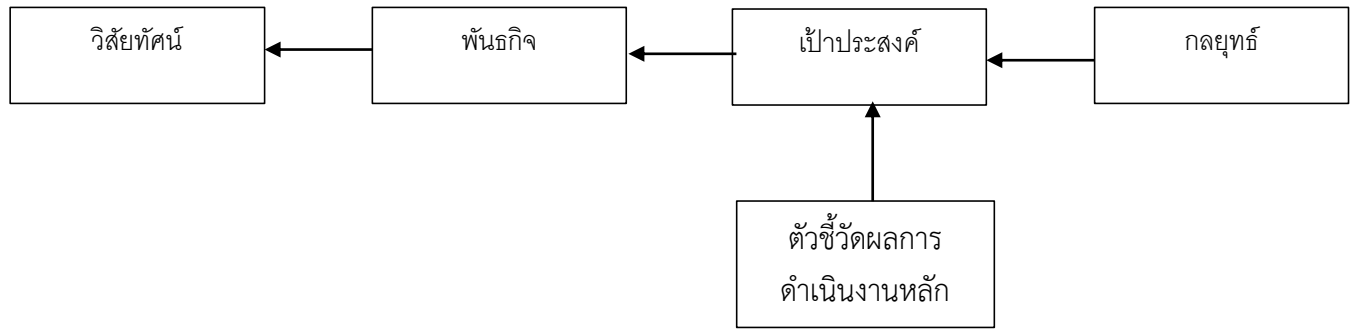 วิสัยทัศน์
พันธกิจ
เป้าประสงค์
กลยุทธ์
ตัวชี้วัดผลการ
ดำเนินงานหลัก